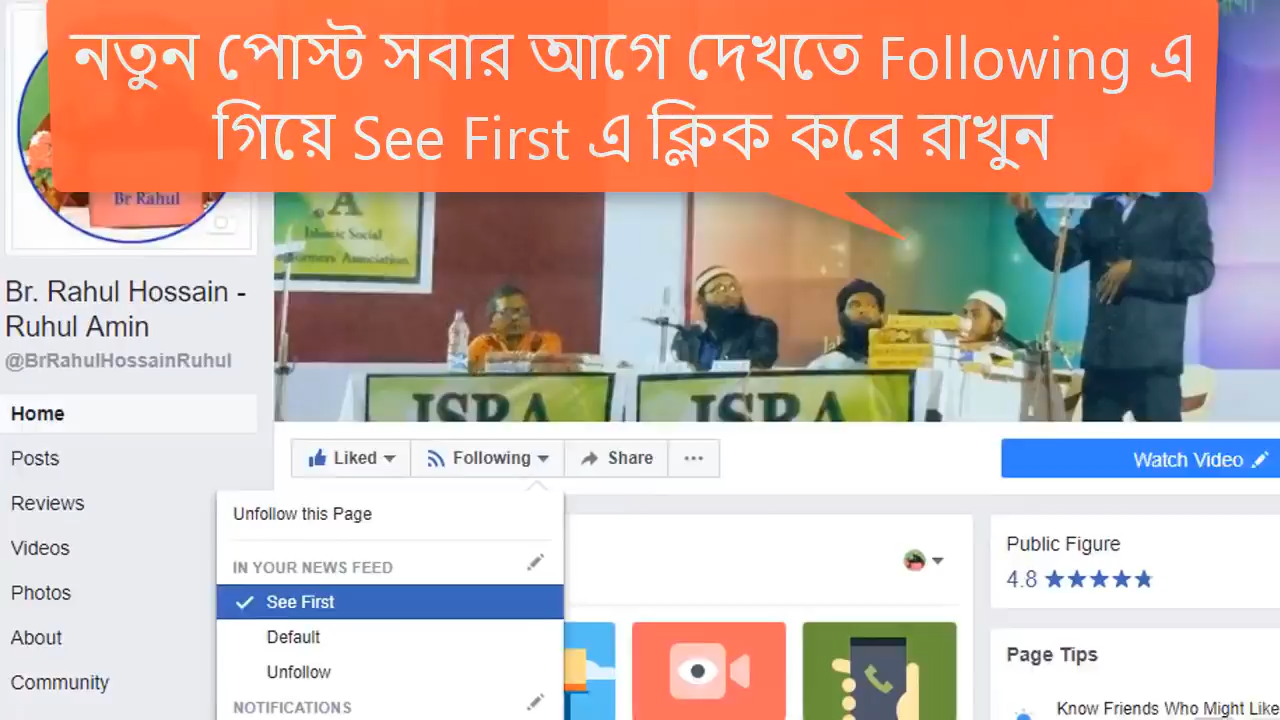 নতুন পোস্ট সবার আগে দেখতে Following এ
গিয়ে See First এ ক্লিক করে রাখুন
Br Rahul
A
Islamic Social
Association
ISRA
ISRA
Br. Rahul Hossain -
Ruhul Amin
@BrRahulHossainRuhul
Home
Posts
Reviews
Videos
Photos
About
Community
Liked
Following
Share
Watch Video
Unfollow this Page
IN YOUR NEWS FEED
See First
Default
Unfollow
NOTIFICATIONS
Public Figure
4.8
Page Tips
Know Friends Who Might Like